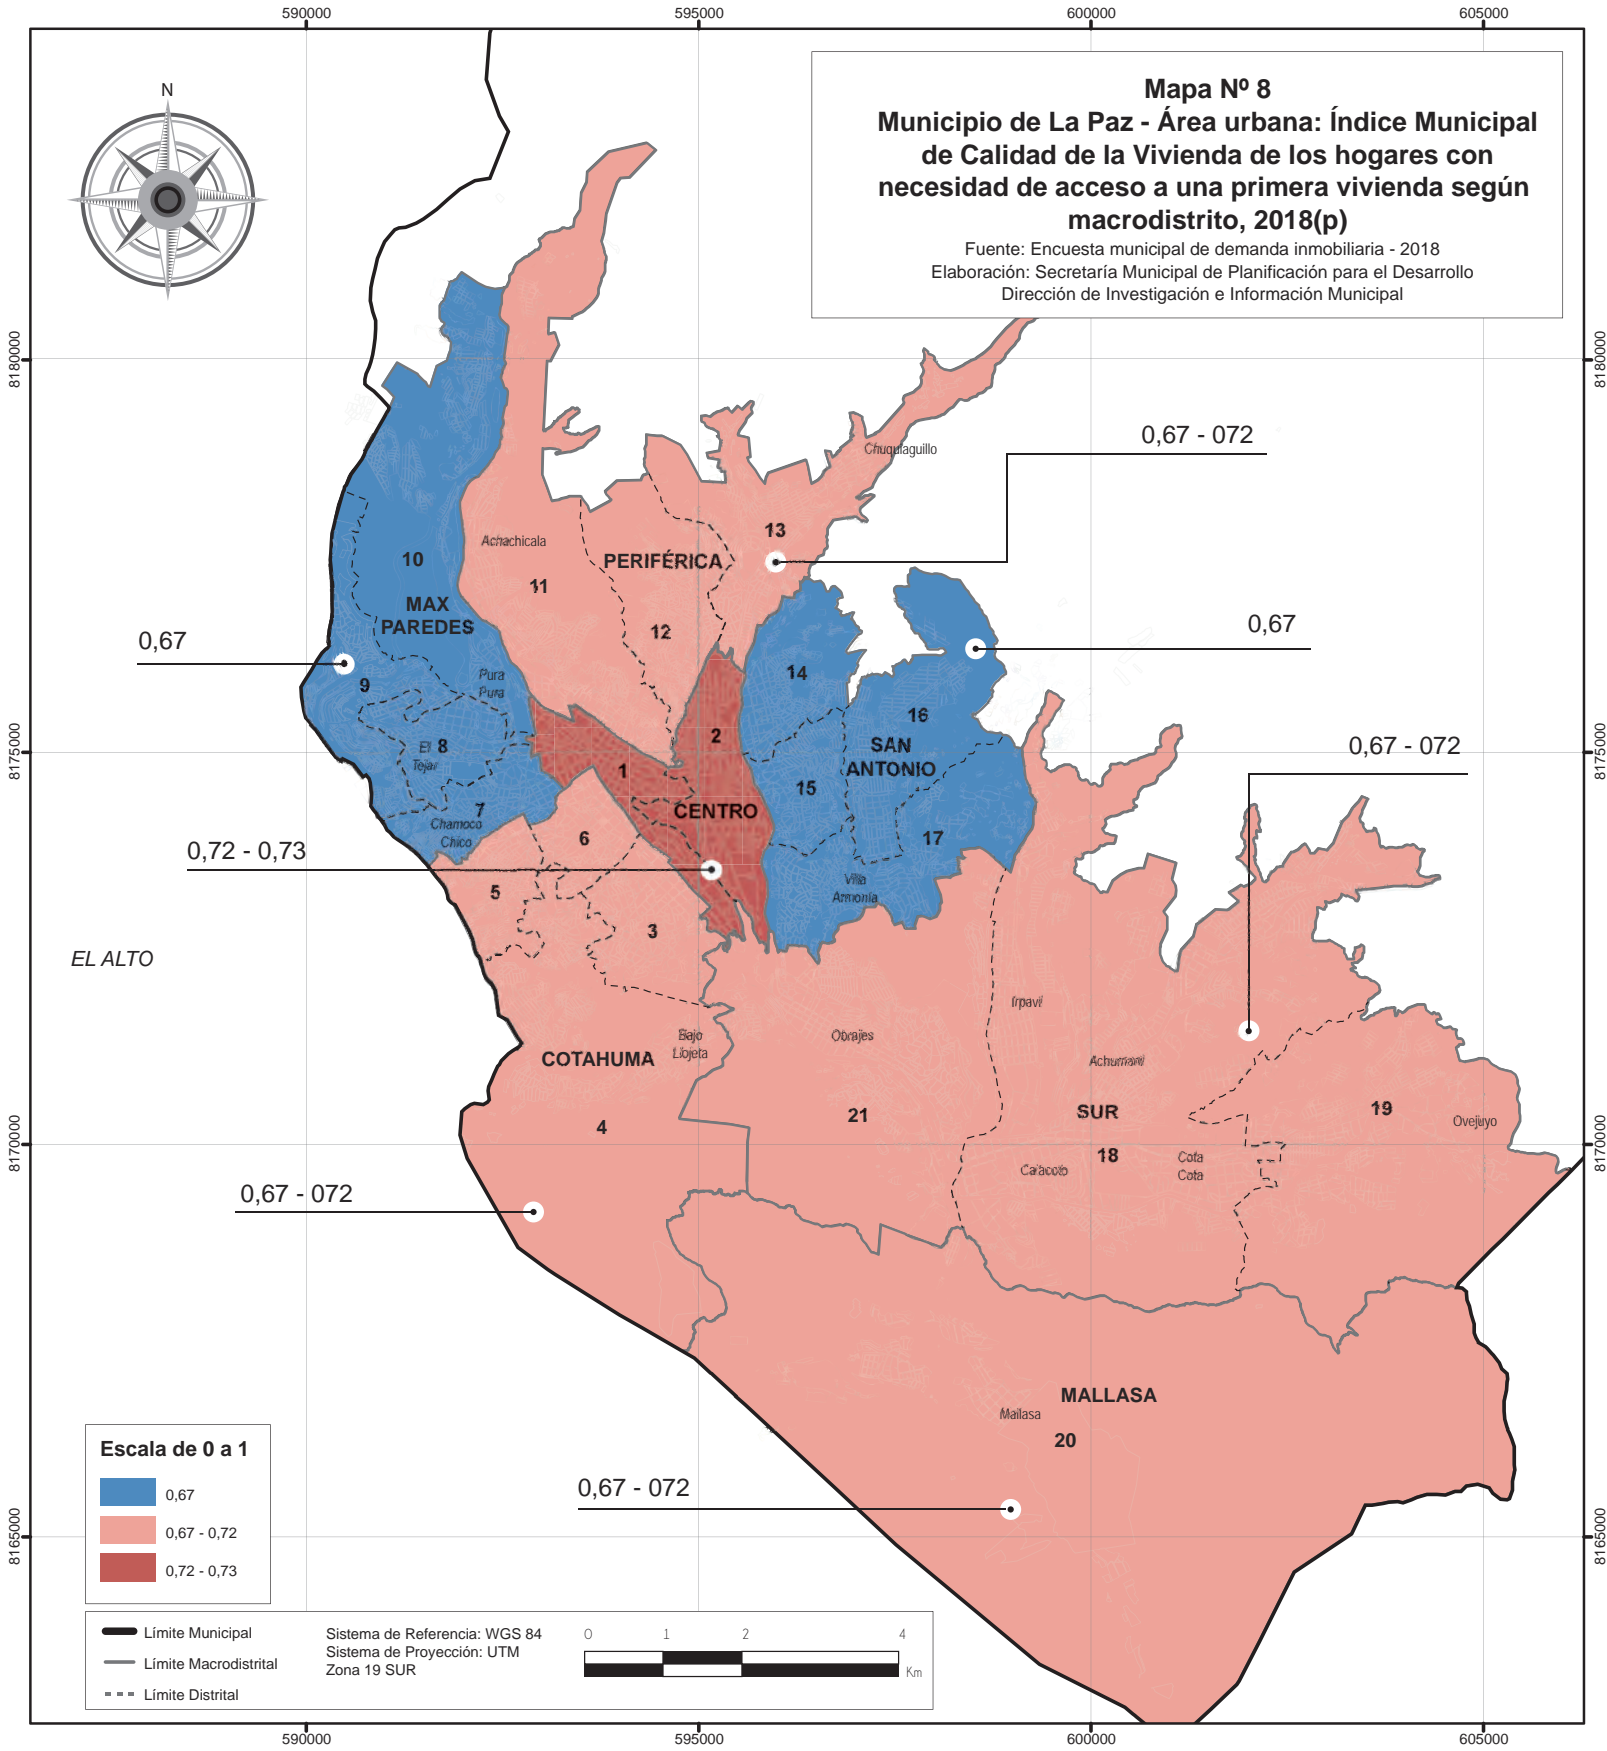 590000
595000
600000
605000
N
Mapa Nº 8
Municipio de La Paz - Área urbana: Índice Municipal
de Calidad de la Vivienda de los hogares con
necesidad de acceso a una primera vivienda según
macrodistrito, 2018(p)
Fuente: Encuesta municipal de demanda inmobiliaria - 2018
Elaboración: Secretaría Municipal de Planificación para el Desarrollo
Dirección de Investigación e Información Municipal
8180000
8180000
0,67 - 072
Chuquiaguillo
13
Achachicala
PERIFÉRICA
10
11
MAX
PAREDES
12
0,67
0,67
9
Pura
Pura
14
16
2
8
El
Tejar
SAN
ANTONIO
0,67 - 072
8175000
8175000
1
15
7
CENTRO
Chamoco
Chico
6
17
0,72 - 0,73
5
Villa
Armonía
3
EL ALTO
Irpavi
Bajo
Llojeta
Obrajes
COTAHUMA
Achumani
21
SUR
19
4
Ovejuyo
8170000
8170000
18
Calacoto
Cota
Cota
0,67 - 072
MALLASA
Mallasa
20
0,67 - 072
8165000
8165000
Escala de 0 a 1
0,67
0,67 - 0,72
0,72 - 0,73
Límite Municipal
Límite Macrodistrital
Límite Distrital
Sistema de Referencia: WGS 84
Sistema de Proyección: UTM
Zona 19 SUR
0 1 2 4
Km
590000
595000
600000
605000